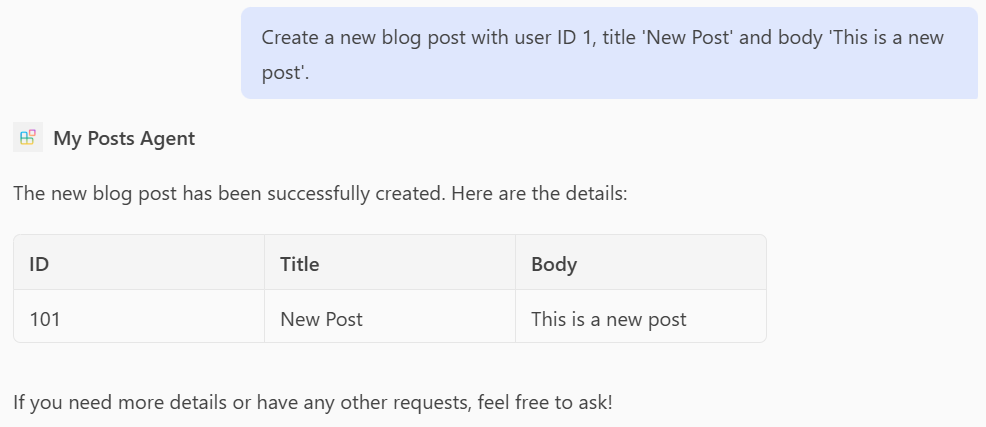 Create a new blog post with user ID 1, title 'New Post' and body 'This is a new
post'.
My Posts Agent
The new blog post has been successfully created. Here are the details:
ID Title Body
101 New Post This is a new post
If you need more details or have any other requests, feel free to ask!